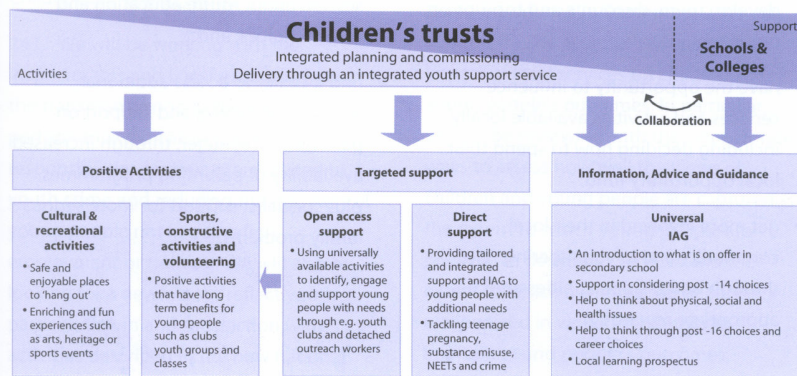 Children's trusts
Integrated planning and commissioning
Delivery through an integrated youth support service
Activities
Support
Schools &
Colleges
Collaboration
Positive Activities
Targeted support
Information, Advice and Guidance
Cultural &
recreational
activities
• Safe and
enjoyable places
to 'hang out'
• Enriching and fun
experiences such
as arts, heritage or
sports events
Sports,
constructive
activities and
volunteering
• Positive activities
that have long
term benefits for
young people
such as clubs
youth groups and
classes
Open access
support
• Using universally
available activities
to identify, engage
and support young
people with needs
through e.g. youth
clubs and detached
outreach workers
Direct
support
• Providing tailored
and integrated
support and IAG to
young people with
additional needs
• Tackling teenage
pregnancy,
substance misuse,
NEETs and crime
Universal
IAG
• An introduction to what is on offer in
secondary school
• Support in considering post -14 choices
• Help to think about physical, social and
health issues
• Help to think through post -16 choices and
career choices
• Local learning prospectus